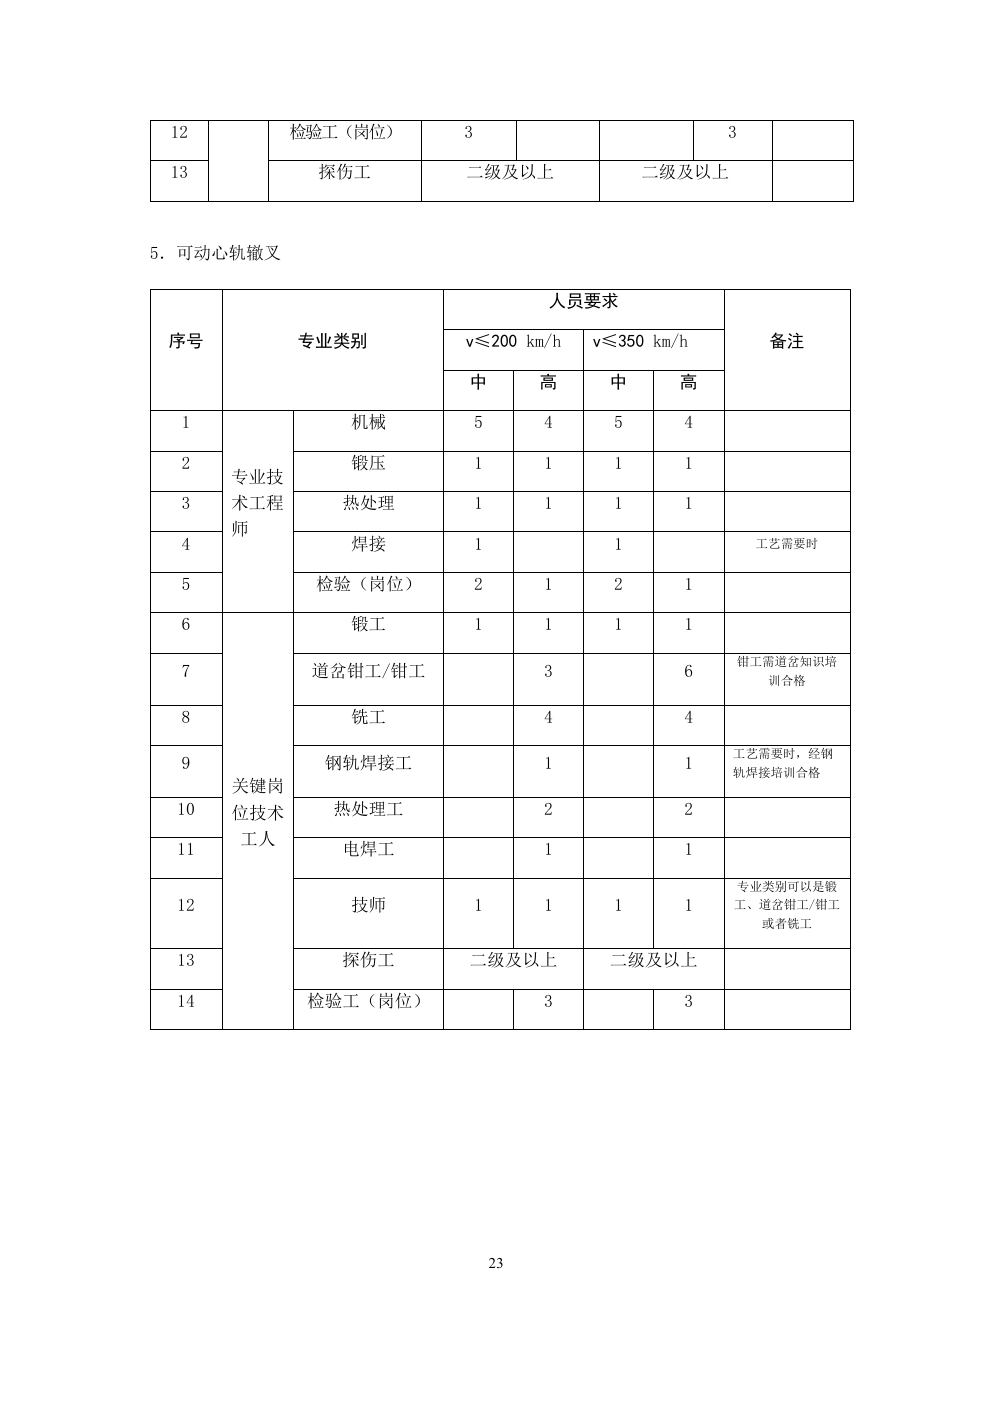 12 检验工（岗位） 3 3
13 探伤工 二级及以上 二级及以上
5．可动心轨辙叉
人员要求
序号 专业类别 v≤200 km/h v≤350 km/h 备注
中 高 中 高
1 机械 5 4 5 4
2 锻压 1 1 1 1
专业技
术工程
师
3 热处理 1 1 1 1
4 焊接 1 1 工艺需要时
5 检验（岗位） 2 1 2 1
6 锻工 1 1 1 1
7 道岔钳工/钳工 3 6 钳工需道岔知识培
训合格
8 铣工 4 4
9 钢轨焊接工 1 1 工艺需要时，经钢
轨焊接培训合格
关键岗
位技术
工人
10 热处理工 2 2
11 电焊工 1 1
12 技师 1 1 1 1 专业类别可以是锻
工、道岔钳工/钳工
或者铣工
13 探伤工 二级及以上 二级及以上
14 检验工（岗位） 3 3
23